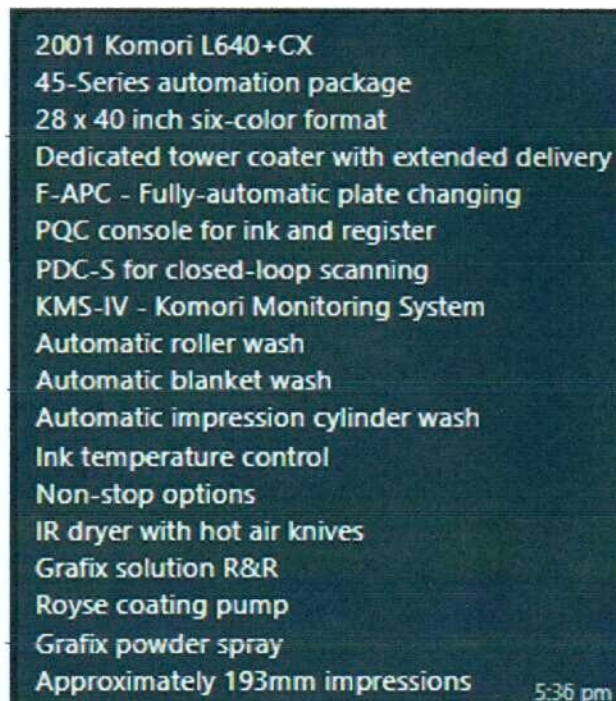 2001 Komori L640+CX
45-Series automation package
28 x 40 inch six-color format
Dedicated tower coater with extended delivery
F-APC - Fully-automatic plate changing
PQC console for ink and register
PDC-S for closed-loop scanning
KMS-IV - Komori Monitoring System
Automatic roller wash
Automatic blanket wash
Automatic impression cylinder wash
Ink temperature control
Non-stop options
IR dryer with hot air knives
Grafix solution R&R
Royse coating pump
Grafix powder spray
Approximately 193mm impressions
5:36 pm